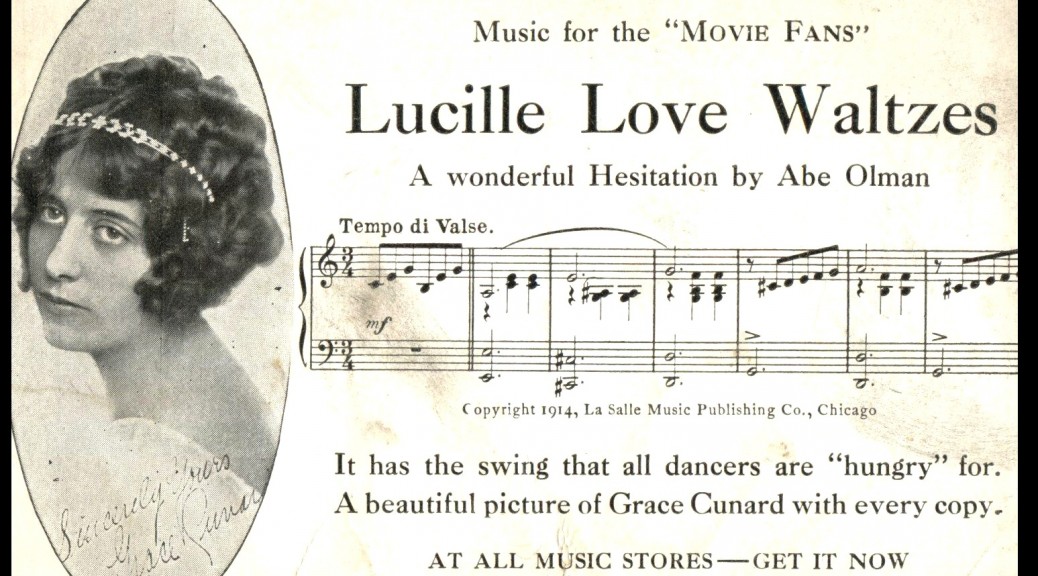 Music for the “MOVIE FANS”
Lucille Love Waltzes
A wonderful Hesitation by Abe Olman
Tempo di Valse.
mf
Copyright 1914, La Salle Music Publishing Co., Chicago
It has the swing that all dancers are “hungry” for.
A beautiful picture of Grace Cunard with every copy.
AT ALL MUSIC STORES—GET IT NOW
Sincerely Yours
Grace Cunard